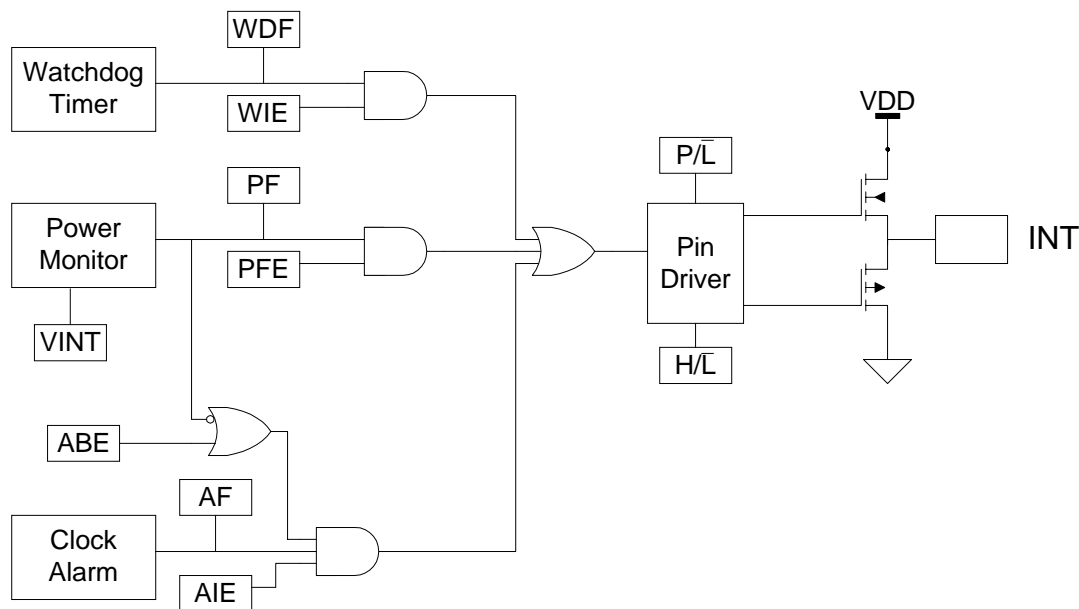 WDF
Watchdog
Timer
WIE
VDD
P/L̅
PF
Power
Monitor
PFE
Pin
Driver
INT
VINT
H/L̅
ABE
AF
Clock
Alarm
AIE